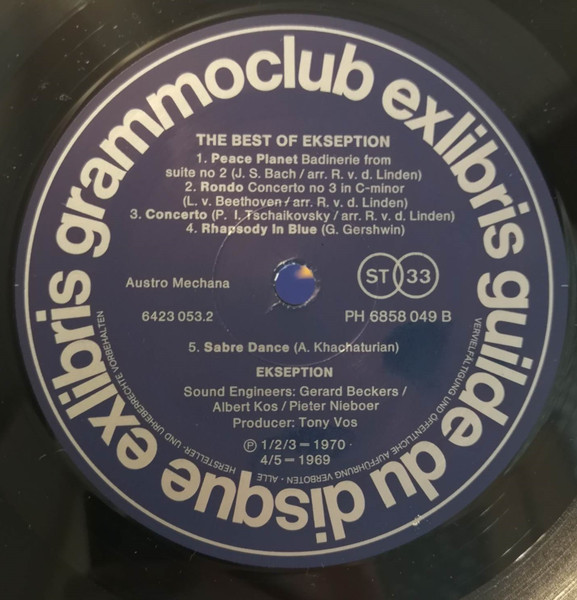 grammoclub exlibris
guilde du disque exlibris
THE BEST OF EKSEPTION
1. Peace Planet Badinerie from
suite no 2 (J. S. Bach / arr. R. v. d. Linden)
2. Rondo Concerto no 3 in C-minor
(L. v. Beethoven / arr. R. v. d. Linden)
3. Concerto (P. I. Tschaikovsky / arr. R. v. d. Linden)
4. Rhapsody In Blue (G. Gershwin)
Austro Mechana
ST 33
6423 053.2
PH 6858 049 B
5. Sabre Dance (A. Khachaturian)
EKSEPTION
Sound Engineers: Gerard Beckers /
Albert Kos / Pieter Nieboer
Producer: Tony Vos
Ⓟ 1/2/3 = 1970 ·
4/5 = 1969
VERVIELFÄLTIGUNG UND ÖFFENTLICHE AUFFÜHRUNG VERBOTEN - ALLE HERSTELLER- UND URHEBERRECHTE VORBEHALTEN